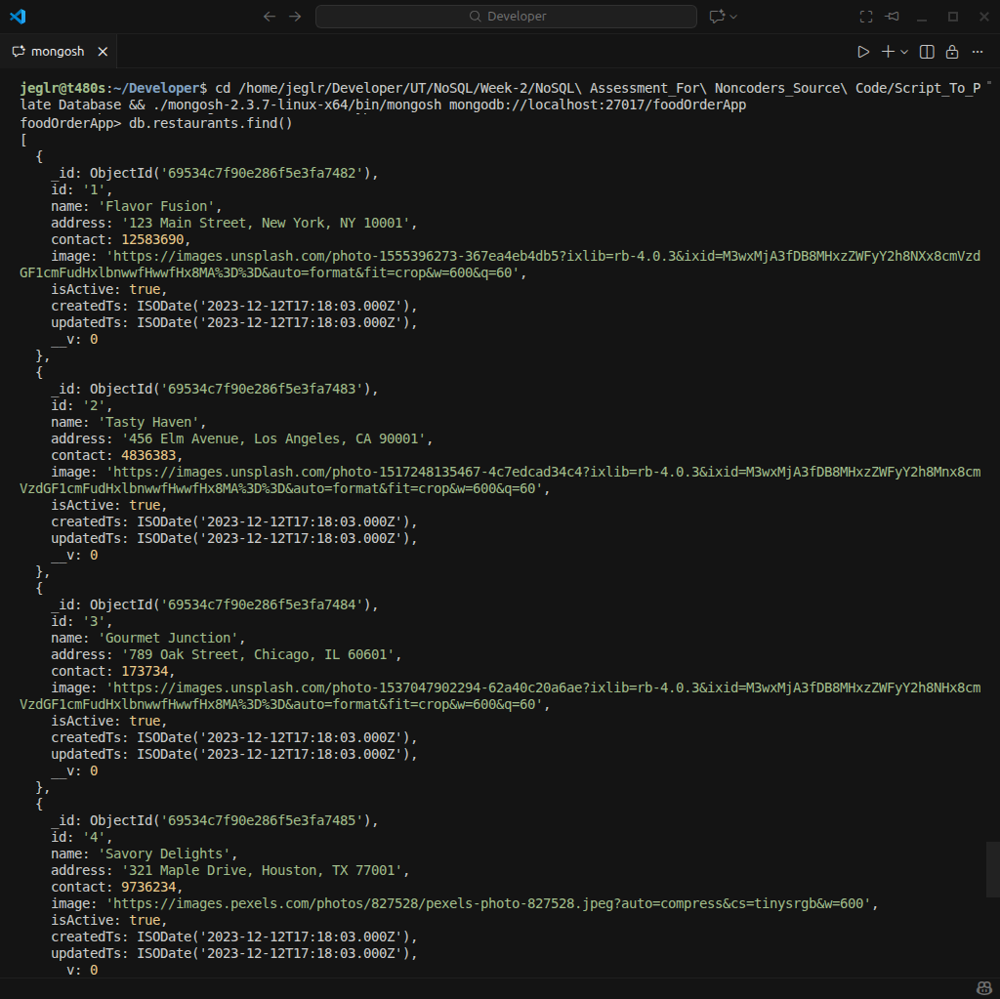 Developer
mongosh
jeglr@t480s:~/Developer$ cd /home/jeglr/Developer/UT/NoSQL/Week-2/NoSQL\ Assessment_For\ Noncoders_Source\ Code/Script_To_P
late Database && ./mongosh-2.3.7-linux-x64/bin/mongosh mongodb://localhost:27017/foodOrderApp
foodOrderApp> db.restaurants.find()
[
  {
    _id: ObjectId('69534c7f90e286f5e3fa7482'),
    id: '1',
    name: 'Flavor Fusion',
    address: '123 Main Street, New York, NY 10001',
    contact: 12583690,
    image: 'https://images.unsplash.com/photo-1555396273-367ea4eb4db5?ixlib=rb-4.0.3&ixid=M3wxMjA3fDB8MHxzZWFyY2h8NXx8cmVzd
GF1cmFudHxlbnwwfHwwfHx8MA%3D%3D&auto=format&fit=crop&w=600&q=60',
    isActive: true,
    createdTs: ISODate('2023-12-12T17:18:03.000Z'),
    updatedTs: ISODate('2023-12-12T17:18:03.000Z'),
    __v: 0
  },
  {
    _id: ObjectId('69534c7f90e286f5e3fa7483'),
    id: '2',
    name: 'Tasty Haven',
    address: '456 Elm Avenue, Los Angeles, CA 90001',
    contact: 4836383,
    image: 'https://images.unsplash.com/photo-1517248135467-4c7edcad34c4?ixlib=rb-4.0.3&ixid=M3wxMjA3fDB8MHxzZWFyY2h8Mnx8cm
VzdGF1cmFudHxlbnwwfHwwfHx8MA%3D%3D&auto=format&fit=crop&w=600&q=60',
    isActive: true,
    createdTs: ISODate('2023-12-12T17:18:03.000Z'),
    updatedTs: ISODate('2023-12-12T17:18:03.000Z'),
    __v: 0
  },
  {
    _id: ObjectId('69534c7f90e286f5e3fa7484'),
    id: '3',
    name: 'Gourmet Junction',
    address: '789 Oak Street, Chicago, IL 60601',
    contact: 173734,
    image: 'https://images.unsplash.com/photo-1537047902294-62a40c20a6ae?ixlib=rb-4.0.3&ixid=M3wxMjA3fDB8MHxzZWFyY2h8NHx8cm
VzdGF1cmFudHxlbnwwfHwwfHx8MA%3D%3D&auto=format&fit=crop&w=600&q=60',
    isActive: true,
    createdTs: ISODate('2023-12-12T17:18:03.000Z'),
    updatedTs: ISODate('2023-12-12T17:18:03.000Z'),
    __v: 0
  },
  {
    _id: ObjectId('69534c7f90e286f5e3fa7485'),
    id: '4',
    name: 'Savory Delights',
    address: '321 Maple Drive, Houston, TX 77001',
    contact: 9736234,
    image: 'https://images.pexels.com/photos/827528/pexels-photo-827528.jpeg?auto=compress&cs=tinysrgb&w=600',
    isActive: true,
    createdTs: ISODate('2023-12-12T17:18:03.000Z'),
    updatedTs: ISODate('2023-12-12T17:18:03.000Z'),
    v: 0